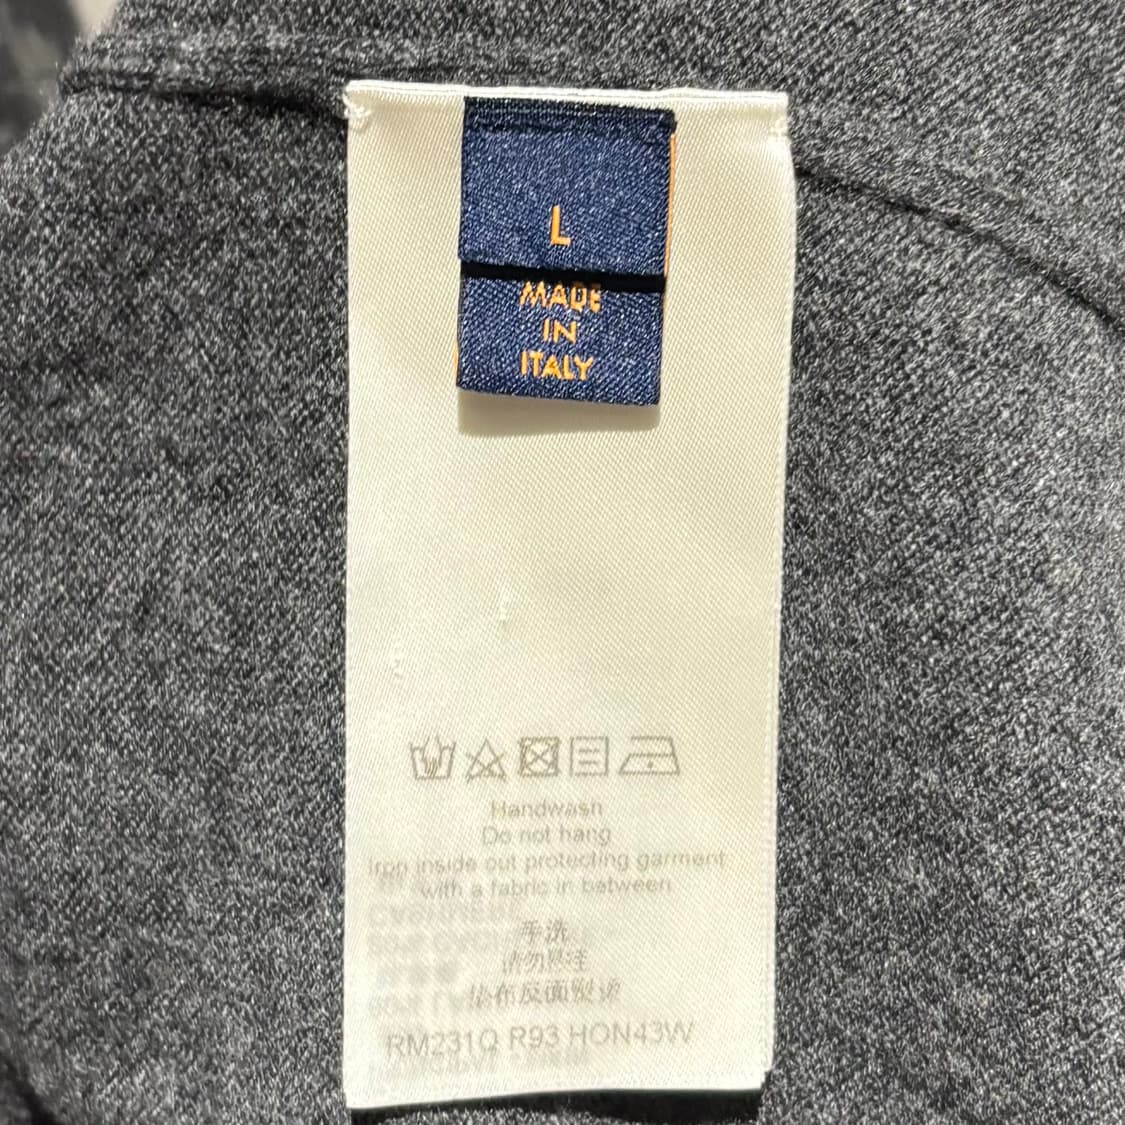 L
MADE
IN
ITALY
Handwash
Do not hang
Iron inside out protecting garment
with a fabric in between
手洗
请勿悬挂
垫布反面熨烫
RM231Q R93 HON43W